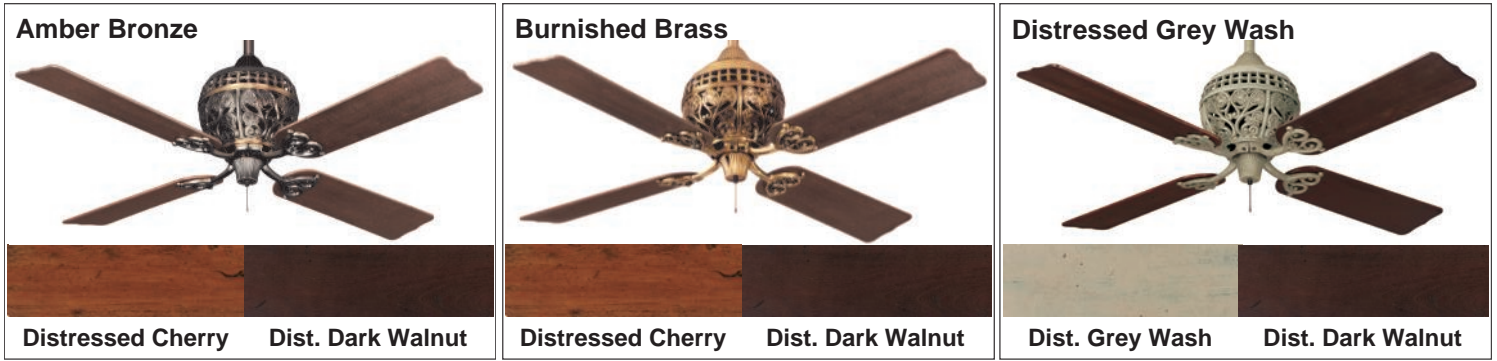 Amber Bronze
Distressed Cherry Dist. Dark Walnut
Burnished Brass
Distressed Cherry Dist. Dark Walnut
Distressed Grey Wash
Dist. Grey Wash Dist. Dark Walnut